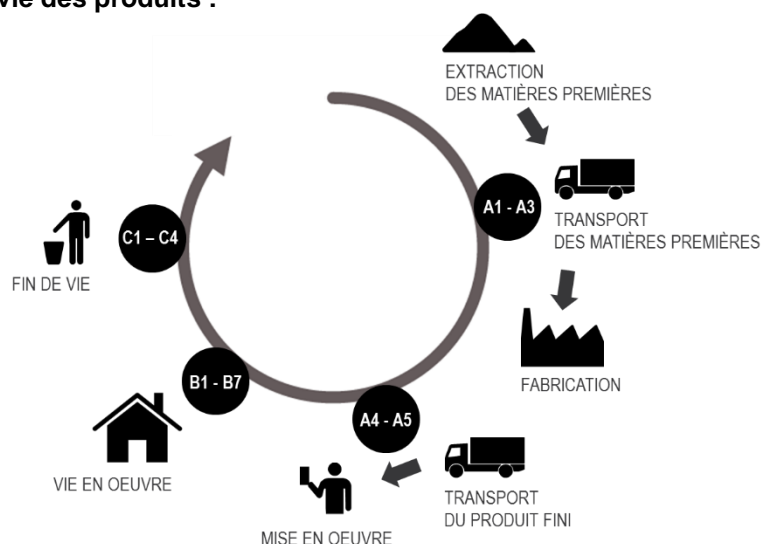 vie des produits :
EXTRACTION
DES MATIÈRES PREMIÈRES
A1 - A3
TRANSPORT
DES MATIÈRES PREMIÈRES
FABRICATION
A4 - A5
TRANSPORT
DU PRODUIT FINI
MISE EN OEUVRE
B1 - B7
VIE EN OEUVRE
C1 – C4
FIN DE VIE